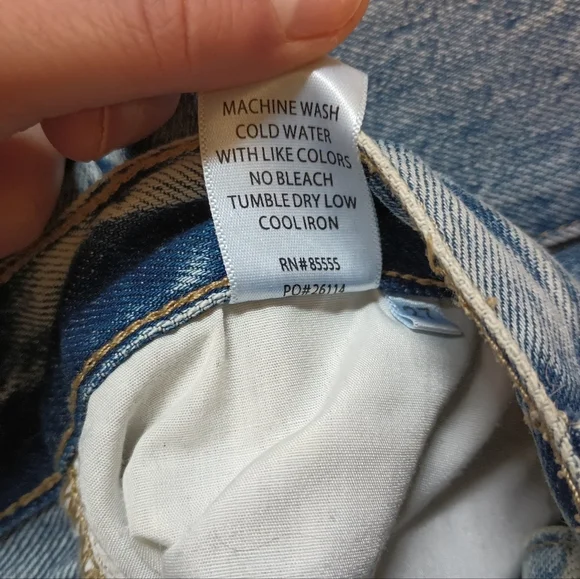 MACHINE WASH
COLD WATER
WITH LIKE COLORS
NO BLEACH
TUMBLE DRY LOW
COOL IRON
RN#85555
PO#26114